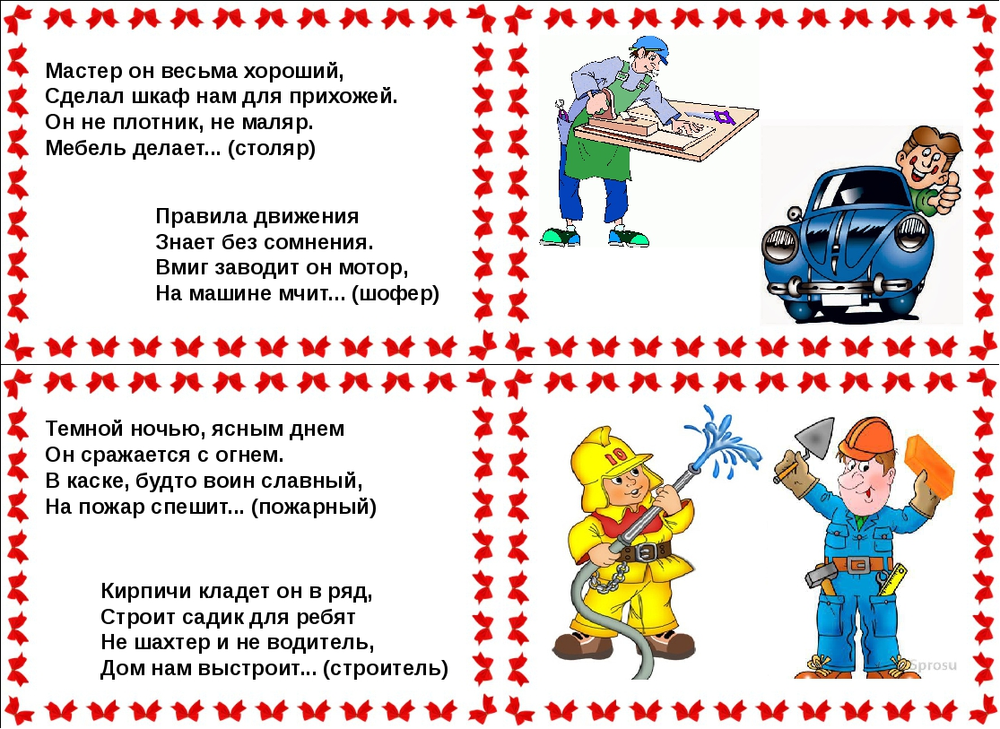 Мастер он весьма хороший,
Сделал шкаф нам для прихожей.
Он не плотник, не маляр.
Мебель делает... (столяр)
Правила движения
Знает без сомнения.
Вмиг заводит он мотор,
На машине мчит... (шофер)
Темной ночью, ясным днем
Он сражается с огнем.
В каске, будто воин славный,
На пожар спешит... (пожарный)
10
Кирпичи кладет он в ряд,
Строит садик для ребят
Не шахтер и не водитель,
Дом нам выстроит... (строитель)